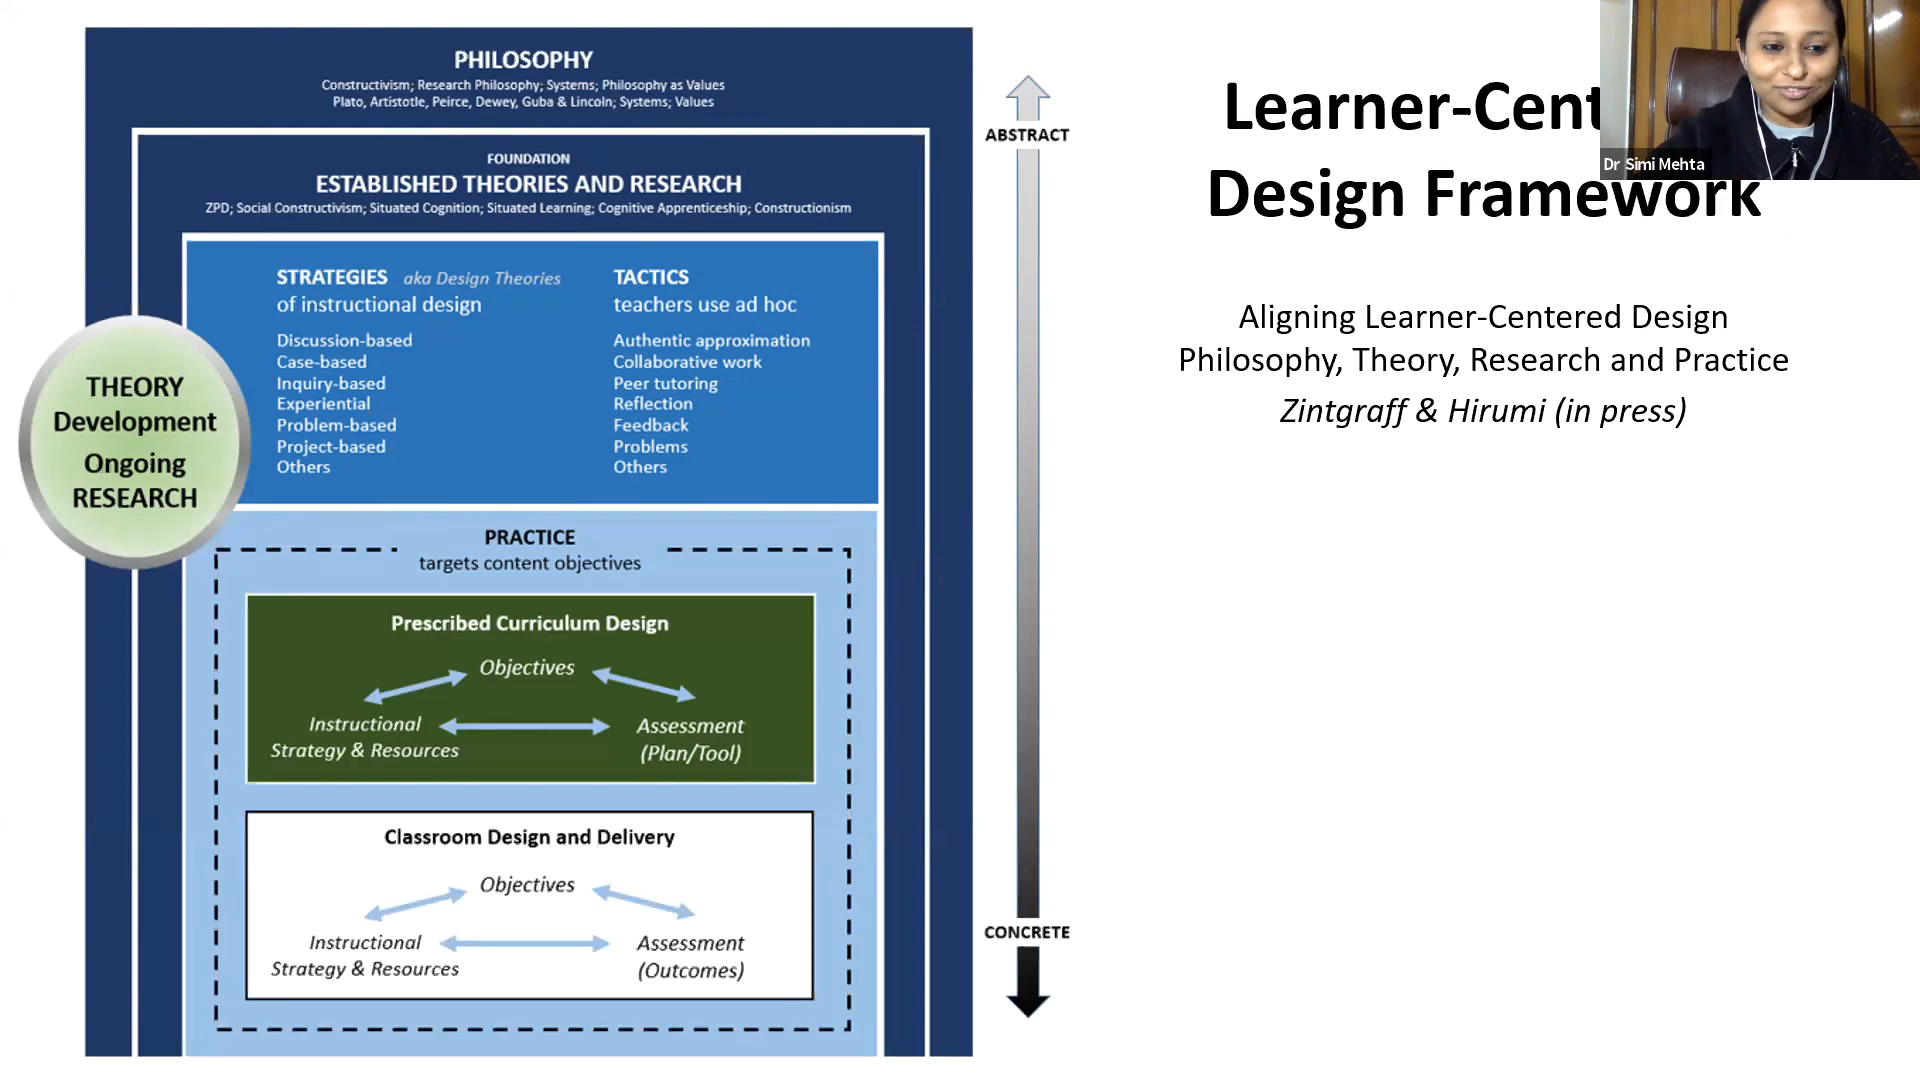 PHILOSOPHY
Constructivism; Research Philosophy; Systems; Philosophy as Values
Plato, Artistotle, Peirce, Dewey, Guba & Lincoln; Systems; Values
FOUNDATION
ESTABLISHED THEORIES AND RESEARCH
ZPD; Social Constructivism; Situated Cognition; Situated Learning; Cognitive Apprenticeship; Constructionism
STRATEGIES aka Design Theories
of instructional design
Discussion-based
Case-based
Inquiry-based
Experiential
Problem-based
Project-based
Others
TACTICS
teachers use ad hoc
Authentic approximation
Collaborative work
Peer tutoring
Reflection
Feedback
Problems
Others
THEORY
Development
Ongoing
RESEARCH
PRACTICE
targets content objectives
Prescribed Curriculum Design
Objectives
Instructional
Strategy & Resources
Assessment
(Plan/Tool)
Classroom Design and Delivery
Objectives
Instructional
Strategy & Resources
Assessment
(Outcomes)
ABSTRACT
CONCRETE
Learner-Cent
Design Framework
Aligning Learner-Centered Design
Philosophy, Theory, Research and Practice
Zintgraff & Hirumi (in press)
Dr Simi Mehta